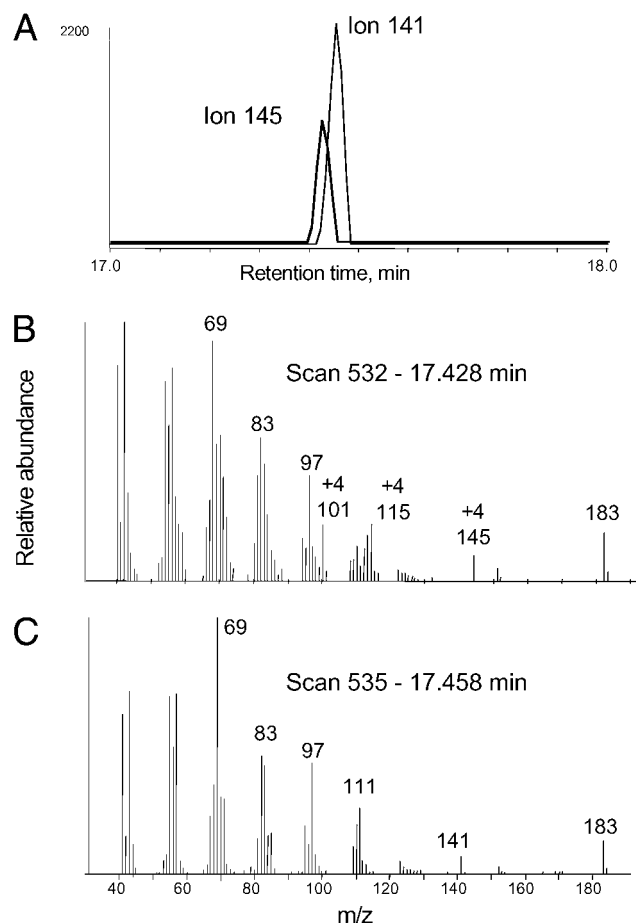 A
2200
Ion 141
Ion 145
17.0
Retention time, min
18.0
B
69
Scan 532 - 17.428 min
83
97
+4
101
+4
115
+4
145
183
Relative abundance
C
69
Scan 535 - 17.458 min
83
97
111
141
183
40 60 80 100 120 140 160 180
m/z